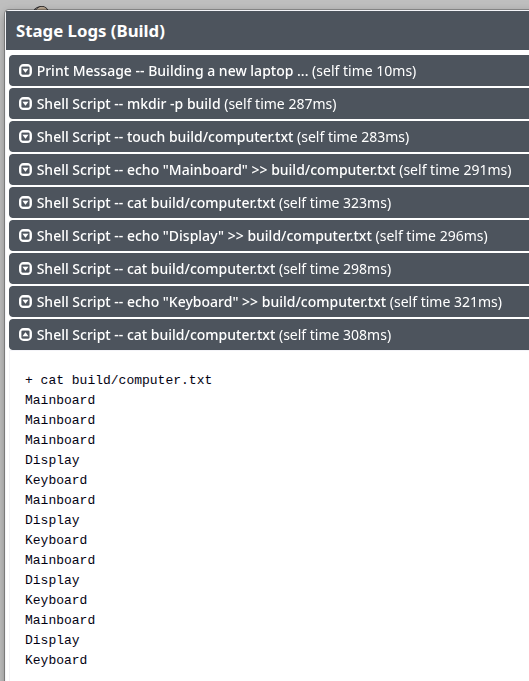 Stage Logs (Build)
Print Message -- Building a new laptop ... (self time 10ms)
Shell Script -- mkdir -p build (self time 287ms)
Shell Script -- touch build/computer.txt (self time 283ms)
Shell Script -- echo "Mainboard" >> build/computer.txt (self time 291ms)
Shell Script -- cat build/computer.txt (self time 323ms)
Shell Script -- echo "Display" >> build/computer.txt (self time 296ms)
Shell Script -- cat build/computer.txt (self time 298ms)
Shell Script -- echo "Keyboard" >> build/computer.txt (self time 321ms)
Shell Script -- cat build/computer.txt (self time 308ms)
+ cat build/computer.txt
Mainboard
Mainboard
Mainboard
Display
Keyboard
Mainboard
Display
Keyboard
Mainboard
Display
Keyboard
Mainboard
Display
Keyboard